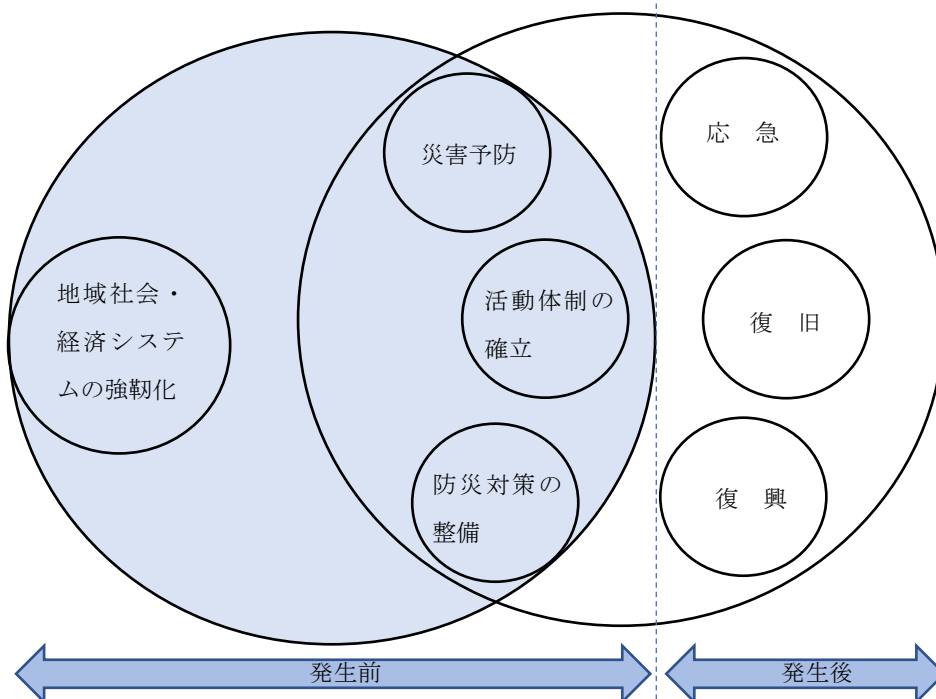 災害予防
応　急
地域社会・
経済システ
ムの強靭化
活動体制の
確立
復　旧
防災対策の
整備
復　興
発生前
発生後